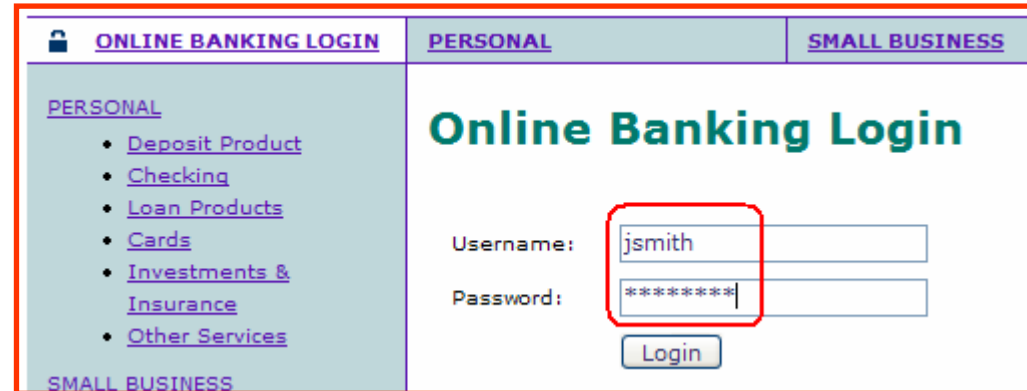 ONLINE BANKING LOGIN
PERSONAL
SMALL BUSINESS
PERSONAL
Deposit Product
Checking
Loan Products
Cards
Investments &
Insurance
Other Services
SMALL BUSINESS
Online Banking Login
Username:
jsmith
Password:
********
Login